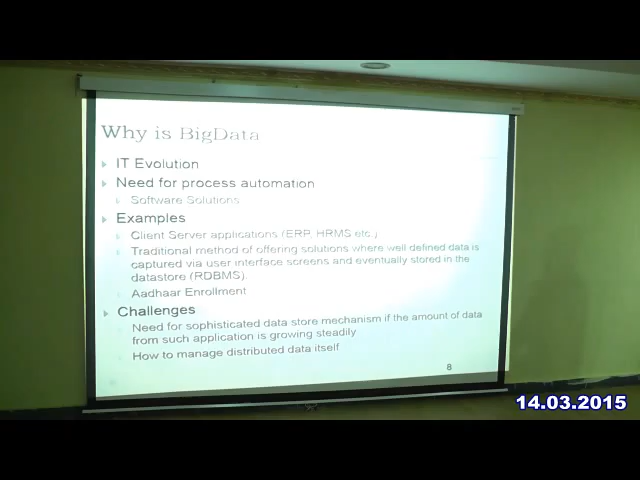 Why is BigData
IT Evolution
Need for process automation
Software Solutions
Examples
Client Server applications (ERP, HRMS etc.)
Traditional method of offering solutions where well defined data is
captured via user interface screens and eventually stored in the
datastore (RDBMS).
Aadhaar Enrollment
Challenges
Need for sophisticated data store mechanism if the amount of data
from such application is growing steadily
How to manage distributed data itself
8
14.03.2015